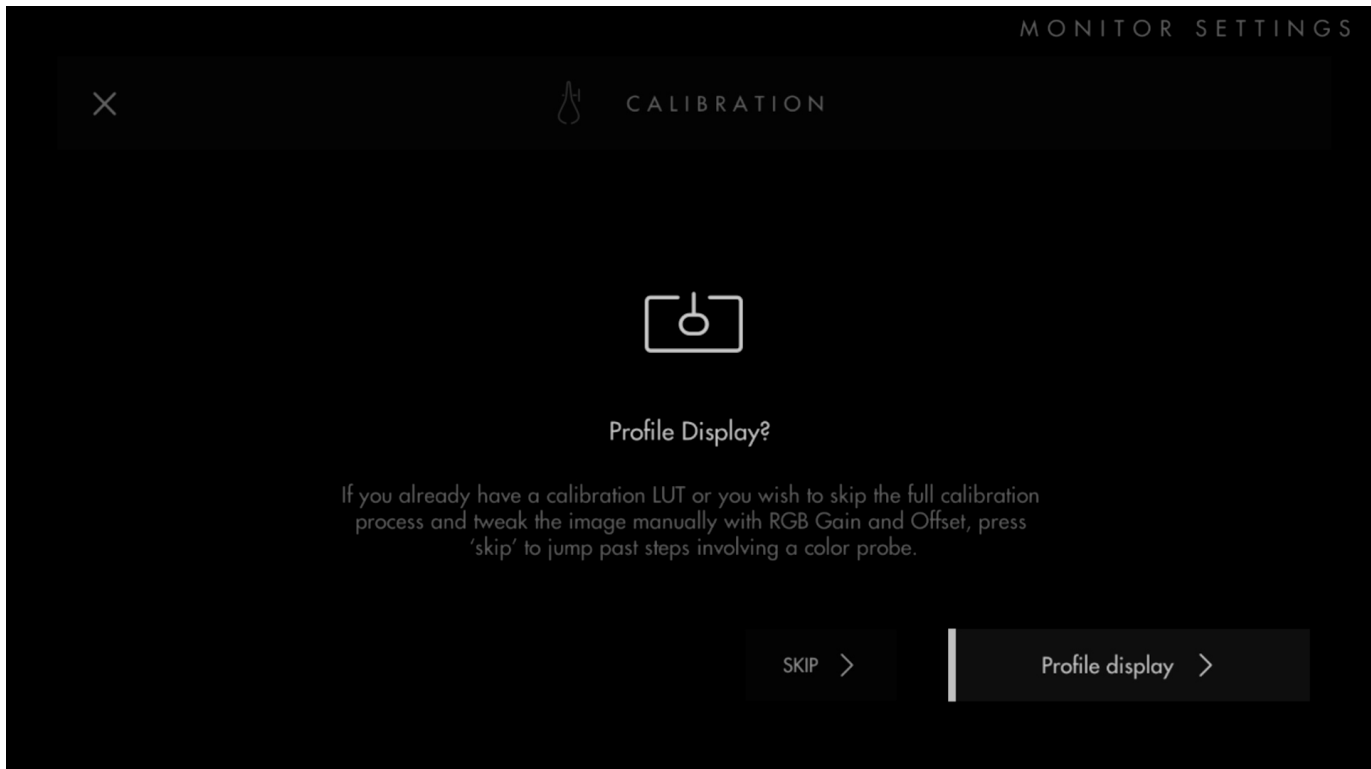 MONITOR SETTINGS
CALIBRATION
Profile Display?
If you already have a calibration LUT or you wish to skip the full calibration
process and tweak the image manually with RGB Gain and Offset, press
‘skip’ to jump past steps involving a color probe.
SKIP
Profile display